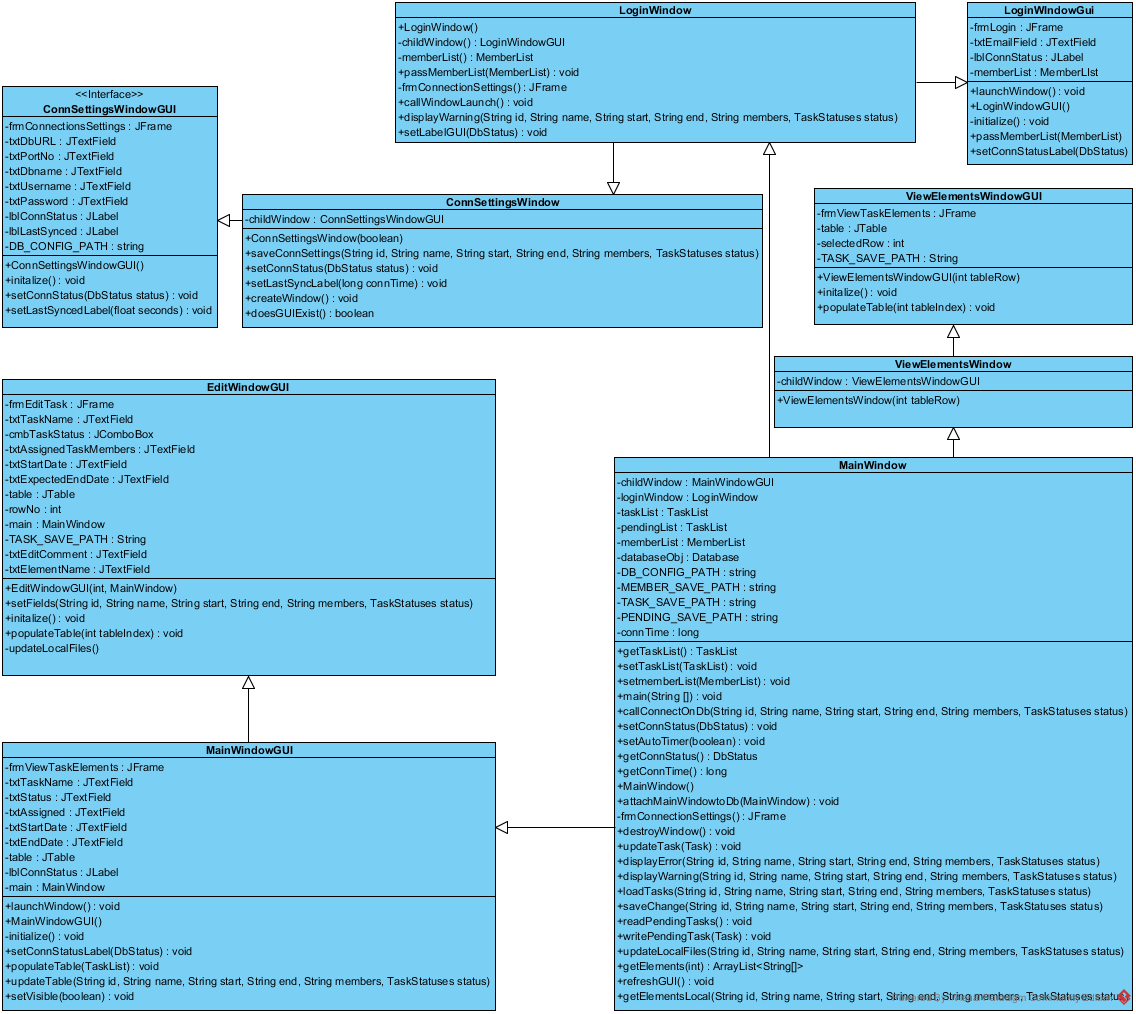 LoginWindow
+LoginWindow()
-childWindow() : LoginWindowGUI
-memberList() : MemberList
+passMemberList(MemberList) : void
-frmConnectionSettings() : JFrame
+callWindowLaunch() : void
+displayWarning(String id, String name, String start, String end, String members, TaskStatuses status)
+setLabelGUI(DbStatus) : void
LoginWIndowGui
-frmLogin : JFrame
-txtEmailField : JTextField
-lblConnStatus : JLabel
-memberList : MemberLIst
+launchWindow() : void
+LoginWindowGUI()
-initialize() : void
+passMemberList(MemberList)
+setConnStatusLabel(DbStatus)
<<Interface>>
ConnSettingsWindowGUI
-frmConnectionsSettings : JFrame
-txtDbURL : JTextField
-txtPortNo : JTextField
-txtDbname : JTextField
-txtUsername : JTextField
-txtPassword : JTextField
-lblConnStatus : JLabel
-lblLastSynced : JLabel
-DB_CONFIG_PATH : string
+ConnSettingsWindowGUI()
+initalize() : void
+setConnStatus(DbStatus status) : void
+setLastSyncedLabel(float seconds) : void
ConnSettingsWindow
-childWindow : ConnSettingsWindowGUI
+ConnSettingsWindow(boolean)
+saveConnSettings(String id, String name, String start, String end, String members, TaskStatuses status)
+setConnStatus(DbStatus status) : void
+setLastSyncLabel(long connTime) : void
+createWindow() : void
+doesGUIExist() : boolean
ViewElementsWindowGUI
-frmViewTaskElements : JFrame
-table : JTable
-selectedRow : int
-TASK_SAVE_PATH : String
+ViewElementsWindowGUI(int tableRow)
+initalize() : void
+populateTable(int tableIndex) : void
ViewElementsWindow
-childWindow : ViewElementsWindowGUI
+ViewElementsWindow(int tableRow)
EditWindowGUI
-frmEditTask : JFrame
-txtTaskName : JTextField
-cmbTaskStatus : JComboBox
-txtAssignedTaskMembers : JTextField
-txtStartDate : JTextField
-txtExpectedEndDate : JTextField
-table : JTable
-rowNo : int
-main : MainWindow
-TASK_SAVE_PATH : String
-txtEditComment : JTextField
-txtElementName : JTextField
+EditWindowGUI(int, MainWindow)
+setFields(String id, String name, String start, String end, String members, TaskStatuses status)
+initalize() : void
+populateTable(int tableIndex) : void
-updateLocalFiles()
MainWindowGUI
-frmViewTaskElements : JFrame
-txtTaskName : JTextField
-txtStatus : JTextField
-txtAssigned : JTextField
-txtStartDate : JTextField
-txtEndDate : JTextField
-table : JTable
-lblConnStatus : JLabel
-main : MainWindow
+launchWindow() : void
+MainWindowGUI()
-initialize() : void
+setConnStatusLabel(DbStatus) : void
+populateTable(TaskList) : void
+updateTable(String id, String name, String start, String end, String members, TaskStatuses status)
+setVisible(boolean) : void
MainWindow
-childWindow : MainWindowGUI
-loginWindow : LoginWindow
-taskList : TaskList
-pendingList : TaskList
-memberList : MemberList
-databaseObj : Database
-DB_CONFIG_PATH : string
-MEMBER_SAVE_PATH : string
-TASK_SAVE_PATH : string
-PENDING_SAVE_PATH : string
-connTime : long
+getTaskList() : TaskList
+setTaskList(TaskList) : void
+setmemberList(MemberList) : void
+main(String []) : void
+callConnectOnDb(String id, String name, String start, String end, String members, TaskStatuses status)
+setConnStatus(DbStatus) : void
+setAutoTimer(boolean) : void
+getConnStatus() : DbStatus
+getConnTime() : long
+MainWindow()
+attachMainWindowtoDb(MainWindow) : void
-frmConnectionSettings() : JFrame
+destroyWindow() : void
+updateTask(Task) : void
+displayError(String id, String name, String start, String end, String members, TaskStatuses status)
+displayWarning(String id, String name, String start, String end, String members, TaskStatuses status)
+loadTasks(String id, String name, String start, String end, String members, TaskStatuses status)
+saveChange(String id, String name, String start, String end, String members, TaskStatuses status)
+readPendingTasks() : void
+writePendingTask(Task) : void
+updateLocalFiles(String id, String name, String start, String end, String members, TaskStatuses status)
+getElements(int) : ArrayList<String[]>
+refreshGUI() : void
+getElementsLocal(String id, String name, String start, String end, String members, TaskStatuses status)